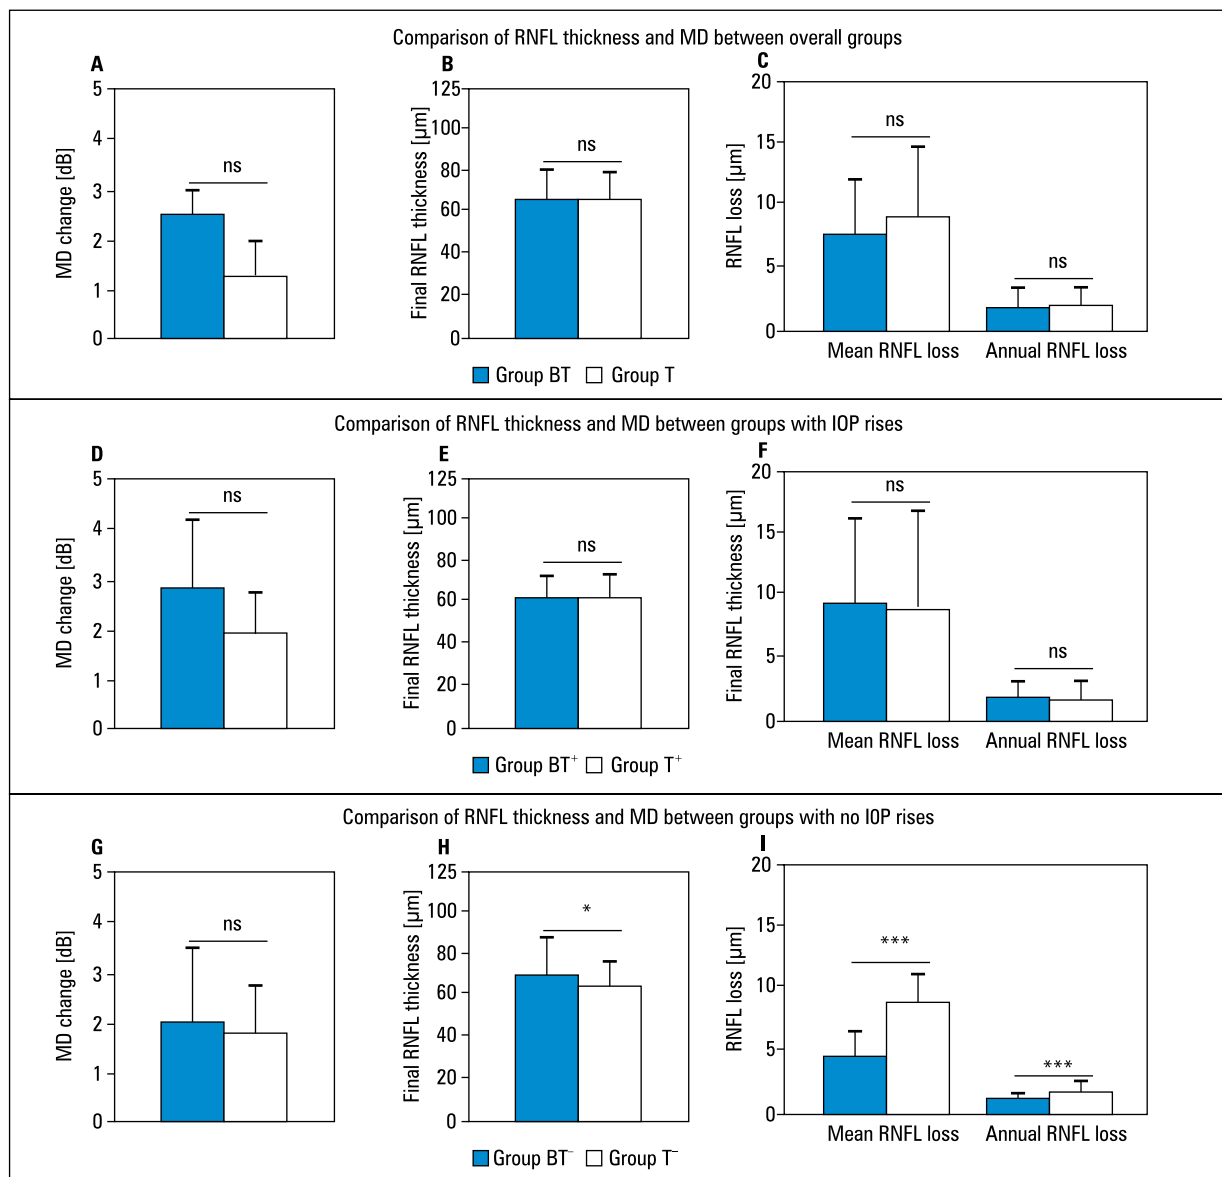 Comparison of RNFL thickness and MD between overall groups
A
MD change [dB]
5
4
3
2
1
0
ns
B
Final RNFL thickness [µm]
125
100
80
60
40
20
0
ns
C
RNFL loss [µm]
20
15
10
5
0
ns
ns
Mean RNFL loss
Annual RNFL loss
Group BT
Group T
Comparison of RNFL thickness and MD between groups with IOP rises
D
MD change [dB]
5
4
3
2
1
0
ns
E
Final RNFL thickness [µm]
125
100
80
60
40
20
0
ns
F
Final RNFL thickness [µm]
20
15
10
5
0
ns
ns
Mean RNFL loss
Annual RNFL loss
Group BT⁺
Group T⁺
Comparison of RNFL thickness and MD between groups with no IOP rises
G
MD change [dB]
5
4
3
2
1
0
ns
H
Final RNFL thickness [µm]
125
100
80
60
40
20
0
*
I
RNFL loss [µm]
20
15
10
5
0
***
***
Mean RNFL loss
Annual RNFL loss
Group BT⁻
Group T⁻